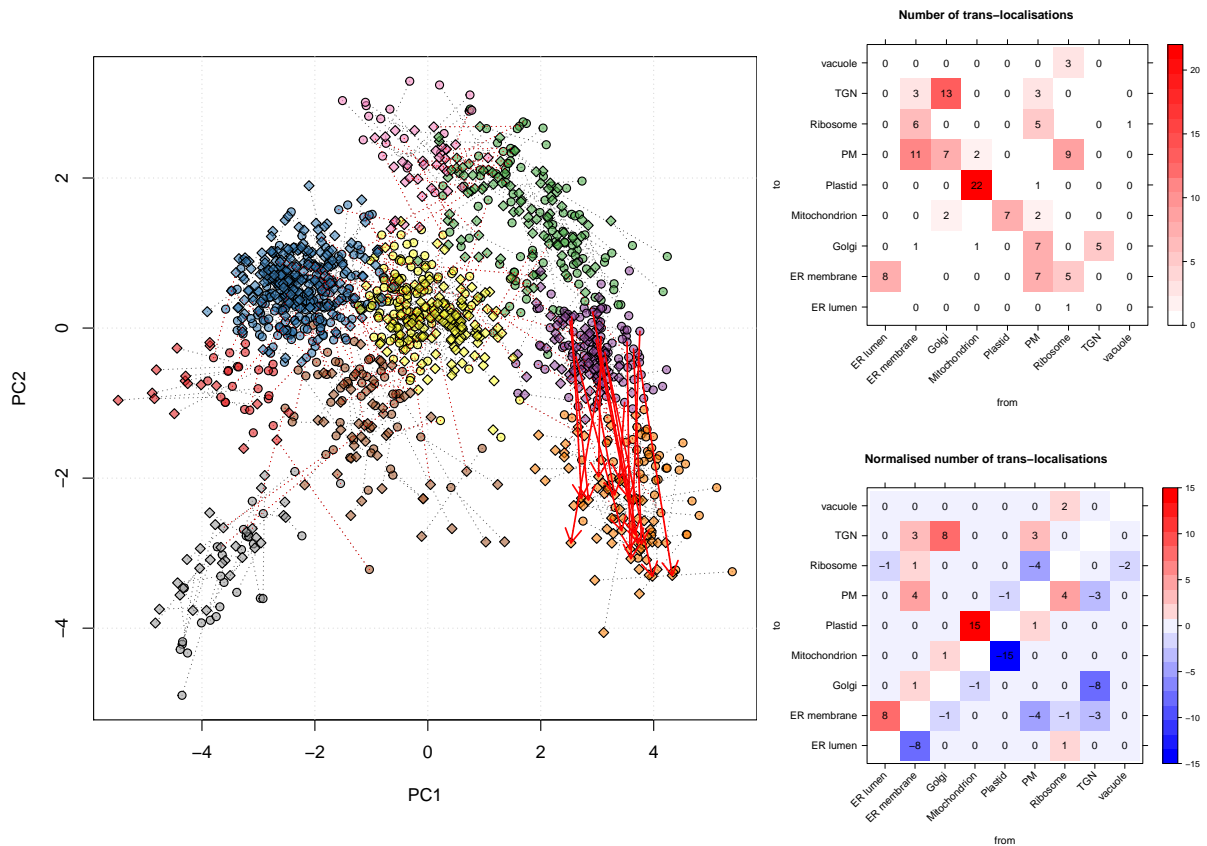 PC2
2
0
−2
−4
−4
−2
0
2
4
PC1
Number of trans−localisations
to
vacuole 0 0 0 0 0 0 3 0
TGN 0 3 13 0 0 3 0 0
Ribosome 0 6 0 0 0 5 0 1
PM 0 11 7 2 0 9 0 0
Plastid 0 0 0 22 1 0 0 0
Mitochondrion 0 0 2 7 2 0 0 0
Golgi 0 1 1 0 7 0 5 0
ER membrane 8 0 0 0 7 5 0 0
ER lumen 0 0 0 0 0 1 0 0
ER lumen
ER membrane
Golgi
Mitochondrion
Plastid
PM
Ribosome
TGN
vacuole
from
20
15
10
5
0
Normalised number of trans−localisations
to
vacuole 0 0 0 0 0 0 2 0
TGN 0 3 8 0 0 3 0 0
Ribosome −1 1 0 0 0 −4 0 −2
PM 0 4 0 0 −1 4 −3 0
Plastid 0 0 0 15 1 0 0 0
Mitochondrion 0 0 1 −15 0 0 0 0
Golgi 0 1 −1 0 0 0 −8 0
ER membrane 8 −1 0 0 −4 −1 −3 0
ER lumen −8 0 0 0 0 1 0 0
ER lumen
ER membrane
Golgi
Mitochondrion
Plastid
PM
Ribosome
TGN
vacuole
from
15
10
5
0
−5
−10
−15